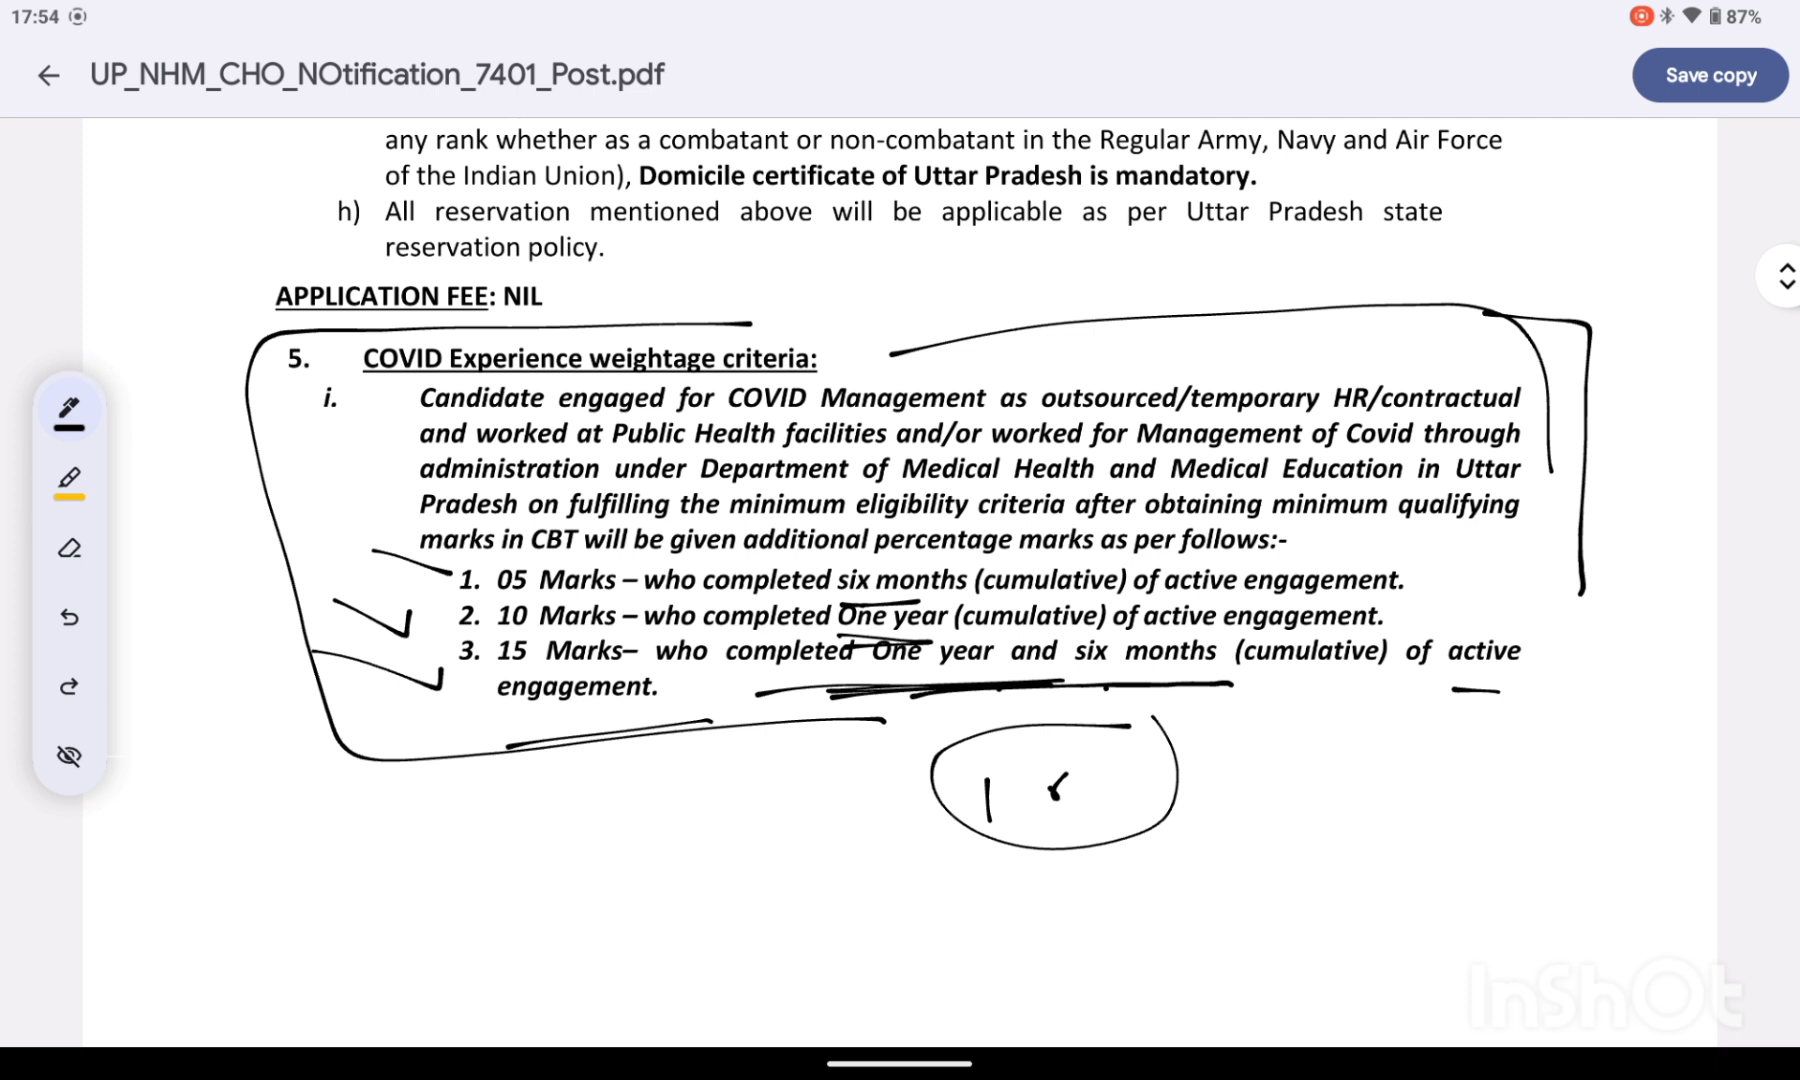 17:54
87%
UP_NHM_CHO_NOtification_7401_Post.pdf
Save copy
any rank whether as a combatant or non-combatant in the Regular Army, Navy and Air Force
of the Indian Union), Domicile certificate of Uttar Pradesh is mandatory.
h) All reservation mentioned above will be applicable as per Uttar Pradesh state
reservation policy.
APPLICATION FEE: NIL
5. COVID Experience weightage criteria:
i. Candidate engaged for COVID Management as outsourced/temporary HR/contractual
and worked at Public Health facilities and/or worked for Management of Covid through
administration under Department of Medical Health and Medical Education in Uttar
Pradesh on fulfilling the minimum eligibility criteria after obtaining minimum qualifying
marks in CBT will be given additional percentage marks as per follows:-
1. 05 Marks – who completed six months (cumulative) of active engagement.
2. 10 Marks – who completed One year (cumulative) of active engagement.
3. 15 Marks– who completed One year and six months (cumulative) of active
engagement.
InShOt